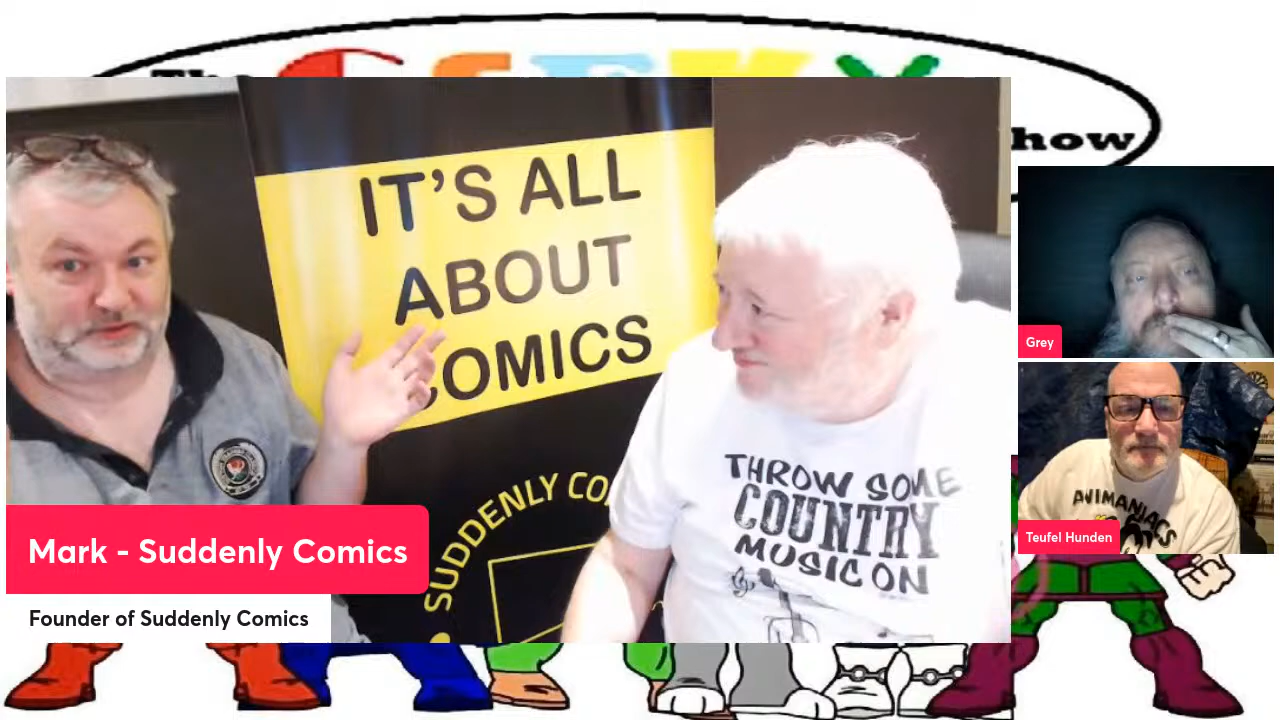 The
Show
IT'S ALL
ABOUT
COMICS
SUDDENLY CO
THROW SOME
COUNTRY
MUSIC ON
Grey
ANIMANIACS
Teufel Hunden
Mark - Suddenly Comics
Founder of Suddenly Comics